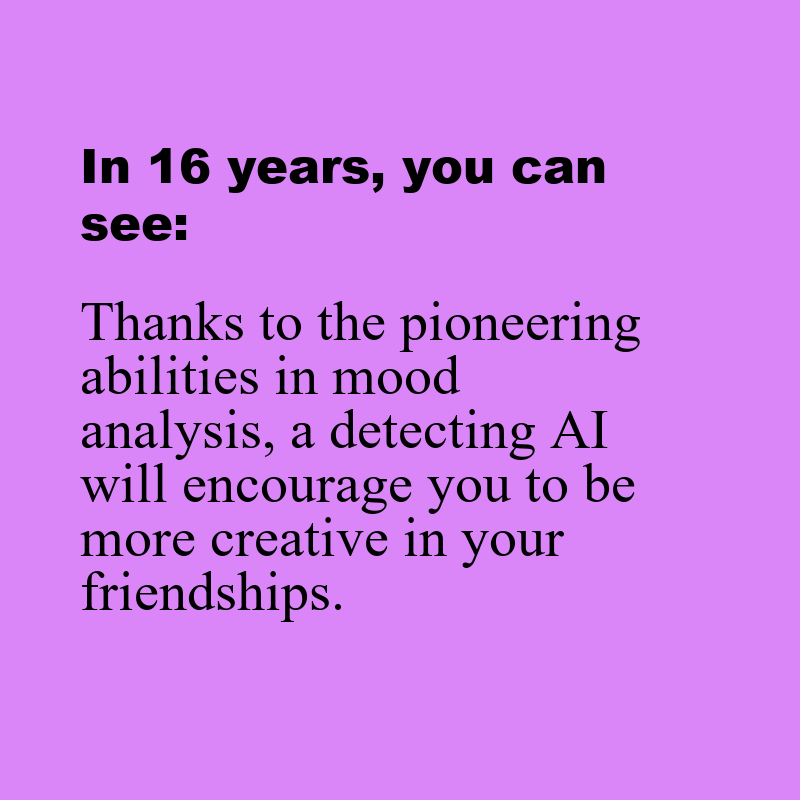 In 16 years, you can
see:
Thanks to the pioneering
abilities in mood
analysis, a detecting AI
will encourage you to be
more creative in your
friendships.